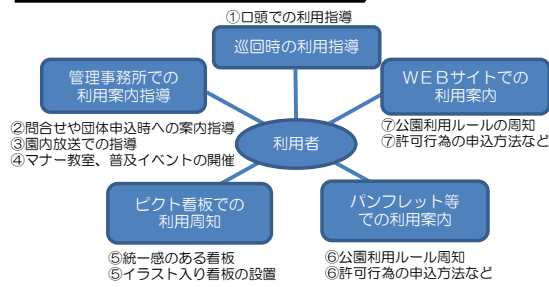 ①口頭での利用指導
巡回時の利用指導
管理事務所での
利用案内指導
②問合せや団体申込時への案内指導
③園内放送での指導
④マナー教室、普及イベントの開催
WEBサイトでの
利用案内
⑦公園利用ルールの周知
⑦許可行為の申込方法など
利用者
ピクト看板での
利用周知
⑤統一感のある看板
⑤イラスト入り看板の設置
パンフレット等
での利用案内
⑥公園利用ルール周知
⑥許可行為の申込方法など